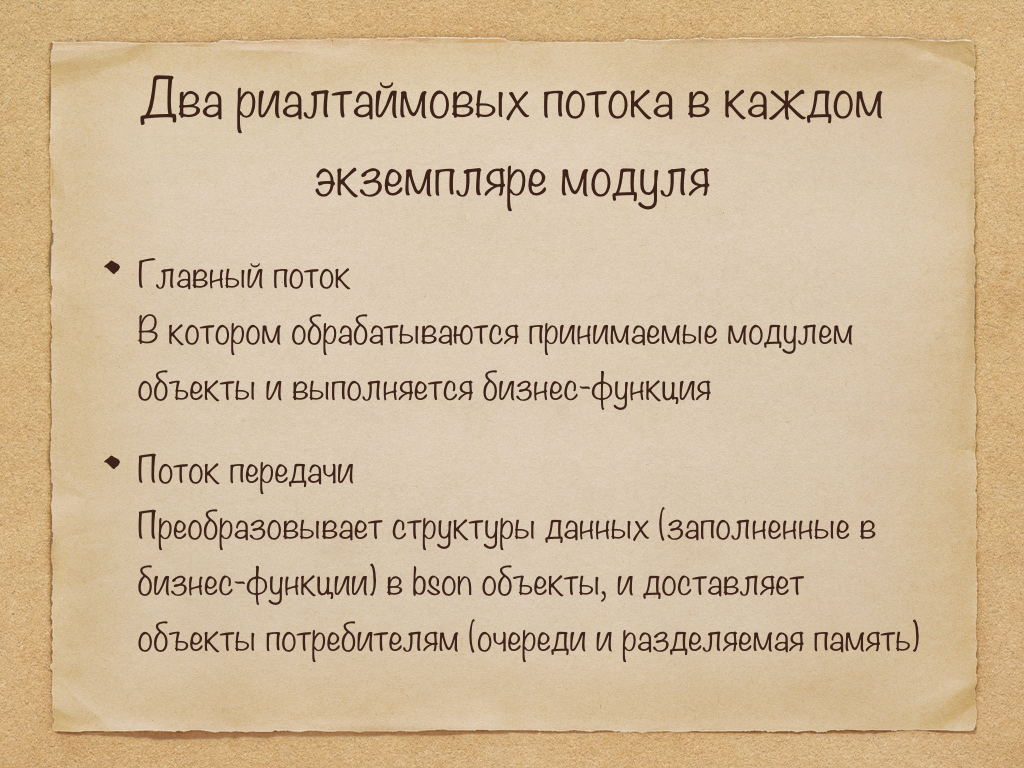 Два риалтаймовых потока в каждом
экземпляре модуля
• Главный поток
В котором обрабатываются принимаемые модулем
объекты и выполняется бизнес-функция
• Поток передачи
Преобразовывает структуры данных (заполненные в
бизнес-функции) в bson объекты, и доставляет
объекты потребителям (очереди и разделяемая память)